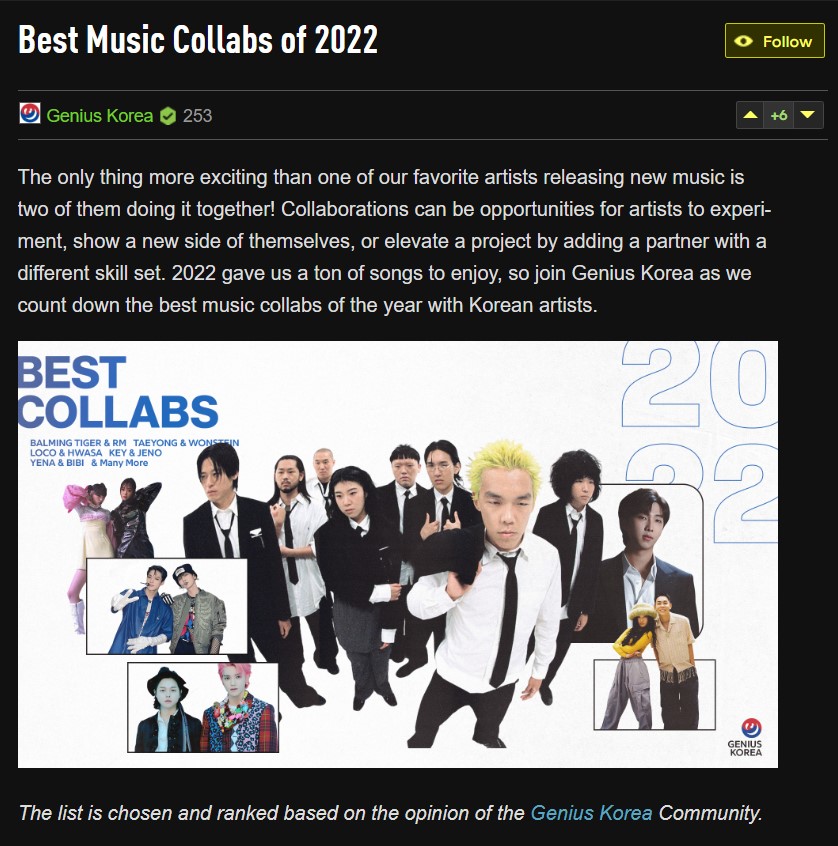 Best Music Collabs of 2022
Follow
Genius Korea 253
+6
The only thing more exciting than one of our favorite artists releasing new music is
two of them doing it together! Collaborations can be opportunities for artists to experi-
ment, show a new side of themselves, or elevate a project by adding a partner with a
different skill set. 2022 gave us a ton of songs to enjoy, so join Genius Korea as we
count down the best music collabs of the year with Korean artists.
BEST
COLLABS
BALMING TIGER & RM TAEYONG & WONSTEIN
LOCO & HWASA KEY & JENO
YENA & BIBI & Many More
20
22
GENIUS
KOREA
The list is chosen and ranked based on the opinion of the Genius Korea Community.